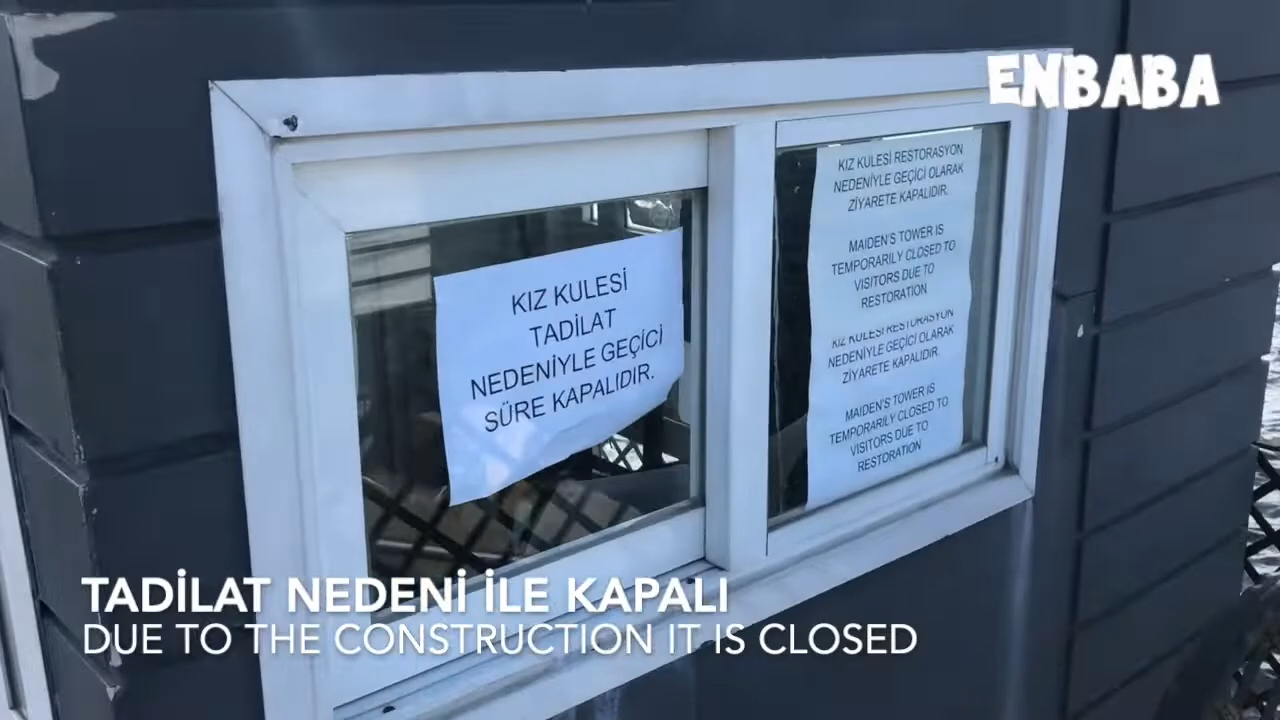 ENBABA
KIZ KULESİ
TADİLAT
NEDENİYLE GEÇİCİ
SÜRE KAPALIDIR.
KIZ KULESİ RESTORASYON
NEDENİYLE GEÇİCİ OLARAK
ZİYARETE KAPALIDIR.
MAIDEN'S TOWER IS
TEMPORARILY CLOSED TO
VISITORS DUE TO
RESTORATION
KIZ KULESİ RESTORASYON
NEDENİYLE GEÇİCİ OLARAK
ZİYARETE KAPALIDIR.
MAIDEN'S TOWER IS
TEMPORARILY CLOSED TO
VISITORS DUE TO
RESTORATION
TADİLAT NEDENİ İLE KAPALI
DUE TO THE CONSTRUCTION IT IS CLOSED